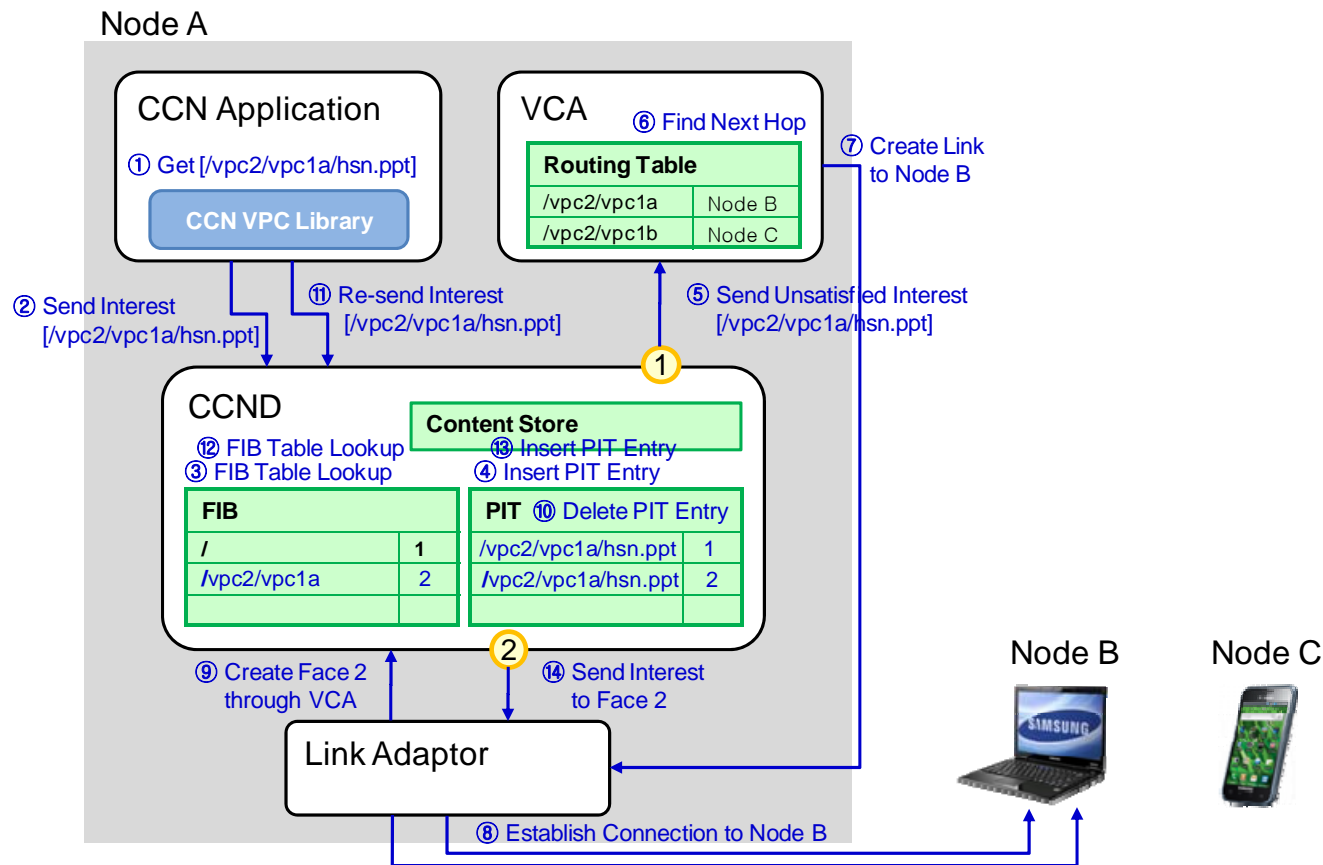 Node A
CCN Application
① Get [/vpc2/vpc1a/hsn.ppt]
CCN VPC Library
VCA
⑥ Find Next Hop
Routing Table
/vpc2/vpc1a Node B
/vpc2/vpc1b Node C
⑦ Create Link
to Node B
② Send Interest
[/vpc2/vpc1a/hsn.ppt]
⑪ Re-send Interest
[/vpc2/vpc1a/hsn.ppt]
⑤ Send Unsatisfied Interest
[/vpc2/vpc1a/hsn.ppt]
1
CCND
Content Store
⑫ FIB Table Lookup
⑬ Insert PIT Entry
③ FIB Table Lookup
④ Insert PIT Entry
FIB
/ 1
/vpc2/vpc1a 2
PIT ⑩ Delete PIT Entry
/vpc2/vpc1a/hsn.ppt 1
/vpc2/vpc1a/hsn.ppt 2
2
⑨ Create Face 2
through VCA
⑭ Send Interest
to Face 2
Link Adaptor
⑧ Establish Connection to Node B
Node B
SAMSUNG
Node C